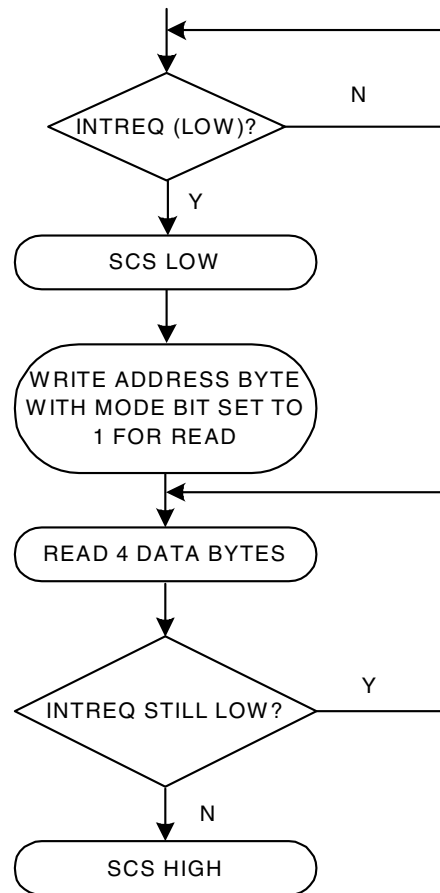 N
INTREQ (LOW)?
Y
SCS LOW
WRITE ADDRESS BYTE
WITH MODE BIT SET TO
1 FOR READ
READ 4 DATA BYTES
Y
INTREQ STILL LOW?
N
SCS HIGH